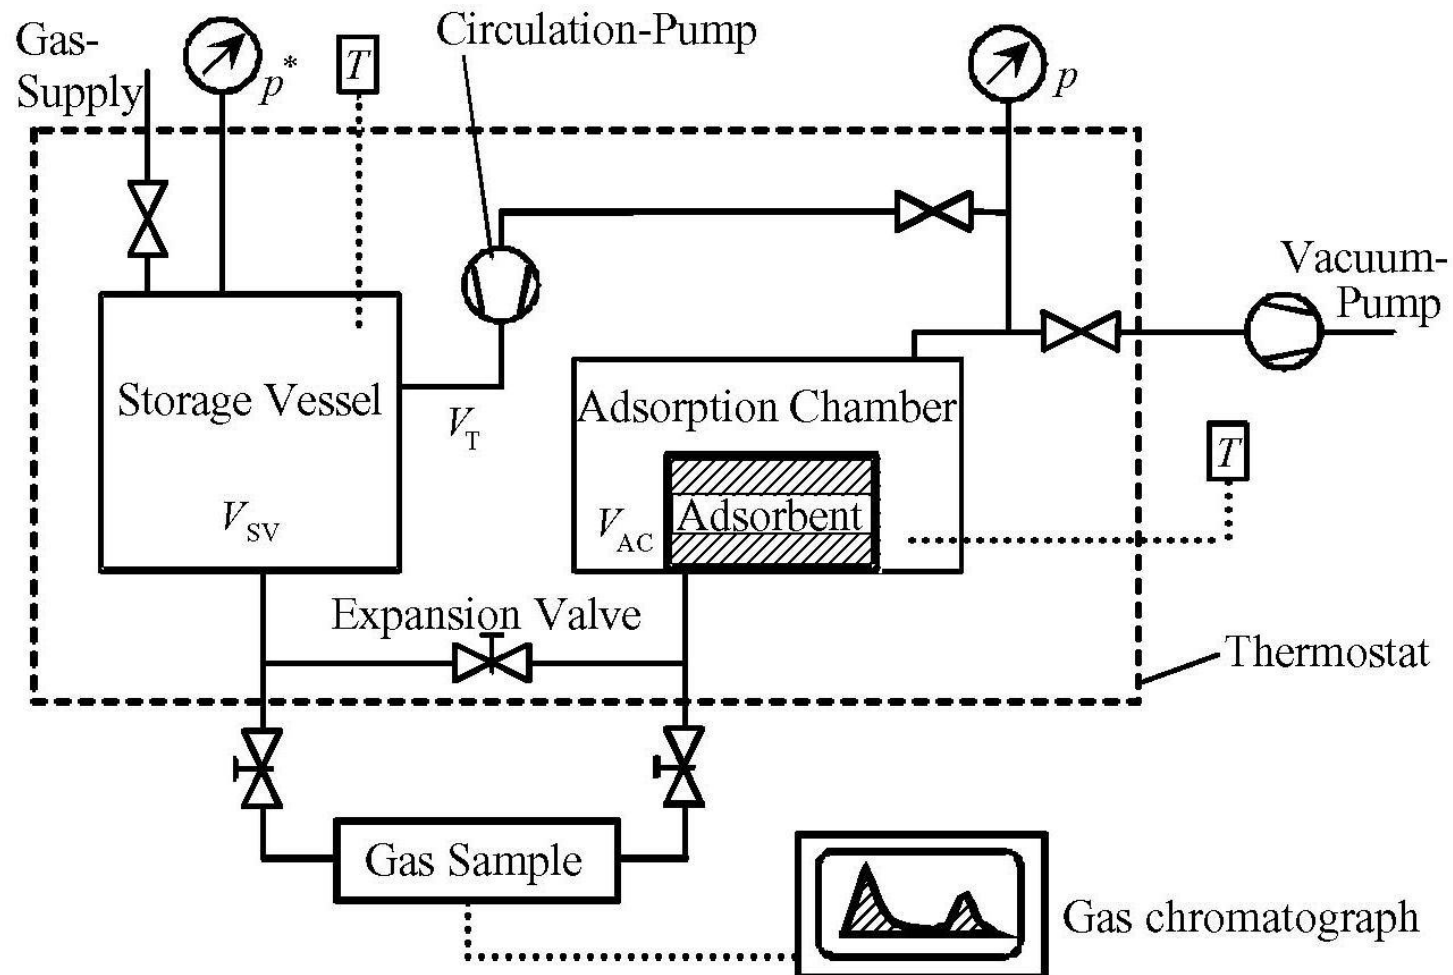 Gas-
Supply
p*
T
Circulation-Pump
p
Vacuum-
Pump
Storage Vessel
V_T
Adsorption Chamber
T
V_SV
V_AC
Adsorbent
Expansion Valve
Thermostat
Gas Sample
Gas chromatograph